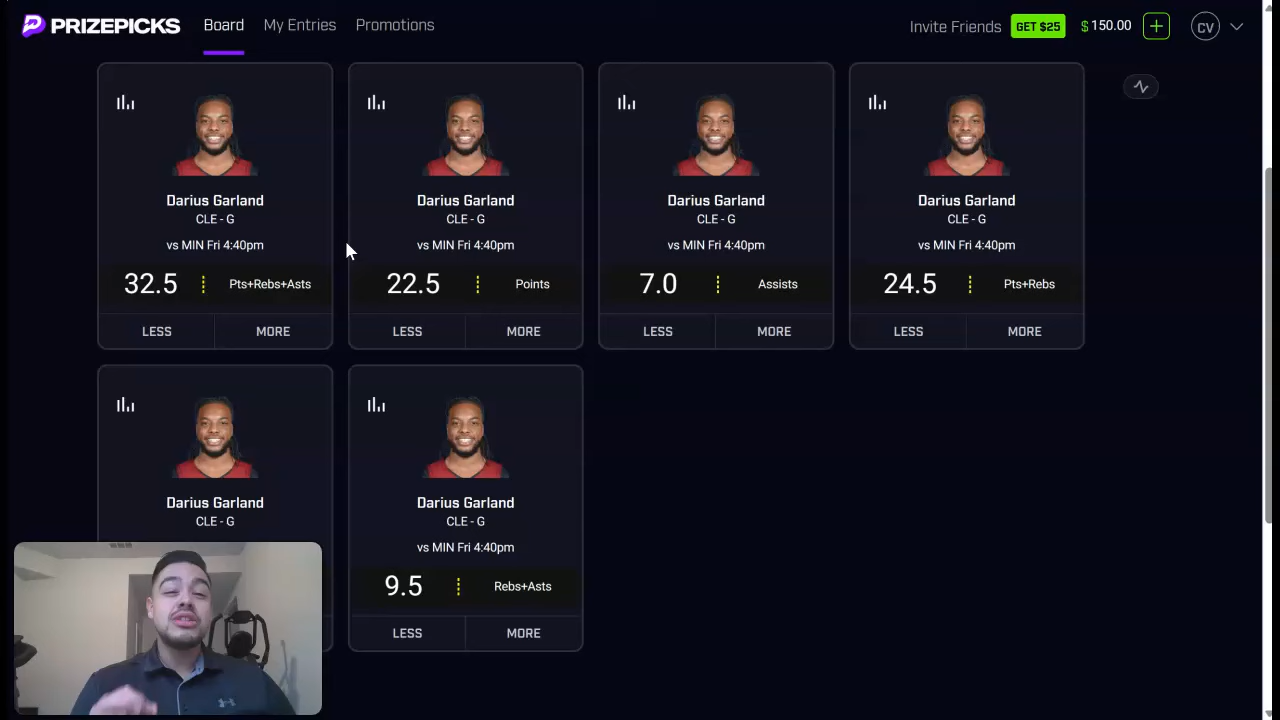 PRIZEPICKS
Board
My Entries
Promotions
Invite Friends
GET $25
$ 150.00
CV
Darius Garland
CLE - G
vs MIN Fri 4:40pm
32.5
Pts+Rebs+Asts
LESS
MORE
Darius Garland
CLE - G
vs MIN Fri 4:40pm
22.5
Points
LESS
MORE
Darius Garland
CLE - G
vs MIN Fri 4:40pm
7.0
Assists
LESS
MORE
Darius Garland
CLE - G
vs MIN Fri 4:40pm
24.5
Pts+Rebs
LESS
MORE
Darius Garland
CLE - G
Darius Garland
CLE - G
vs MIN Fri 4:40pm
9.5
Rebs+Asts
LESS
MORE